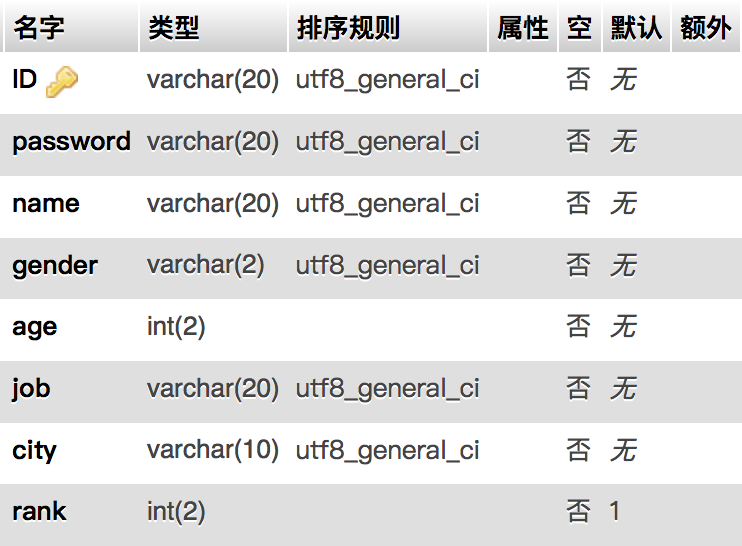 名字 类型 排序规则 属性 空 默认 额外
ID varchar(20) utf8_general_ci 否 无
password varchar(20) utf8_general_ci 否 无
name varchar(20) utf8_general_ci 否 无
gender varchar(2) utf8_general_ci 否 无
age int(2) 否 无
job varchar(20) utf8_general_ci 否 无
city varchar(10) utf8_general_ci 否 无
rank int(2) 否 1